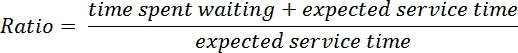 Ratio = time spent waiting + expected service time / expected service time